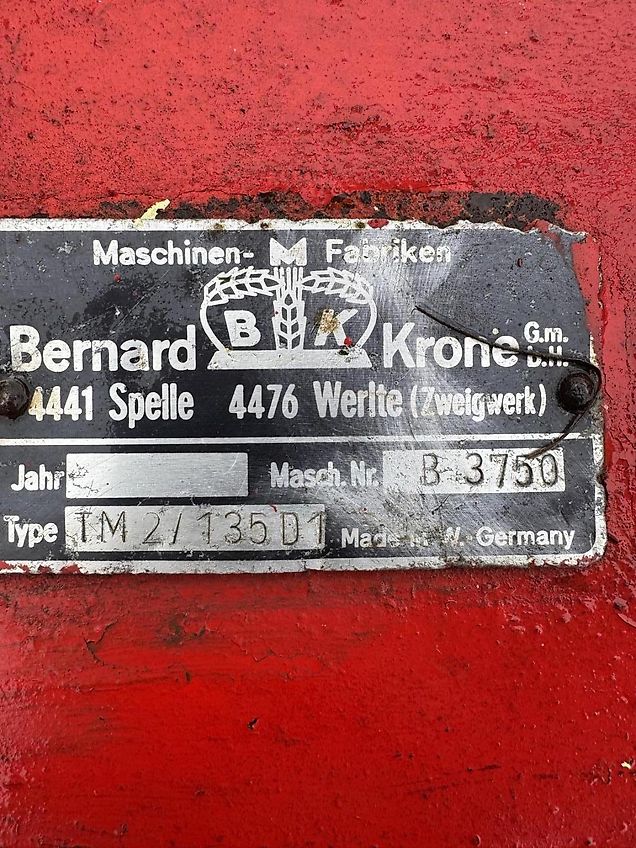 Maschinen- M Fabriken
B K
Bernard Krone G.m.
B.H.
4441 Spelle 4476 Werlte (Zweigwerk)
Jahr Masch. Nr. B 3750
Type TM 2/ 135 D1 Made in W.-Germany